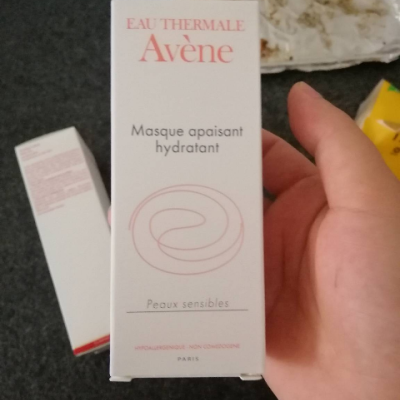 EAU THERMALE
Avène
Masque apaisant
hydratant
Peaux sensibles
HYPOALLERGÉNIQUE - NON COMÉDOGÈNE
PARIS